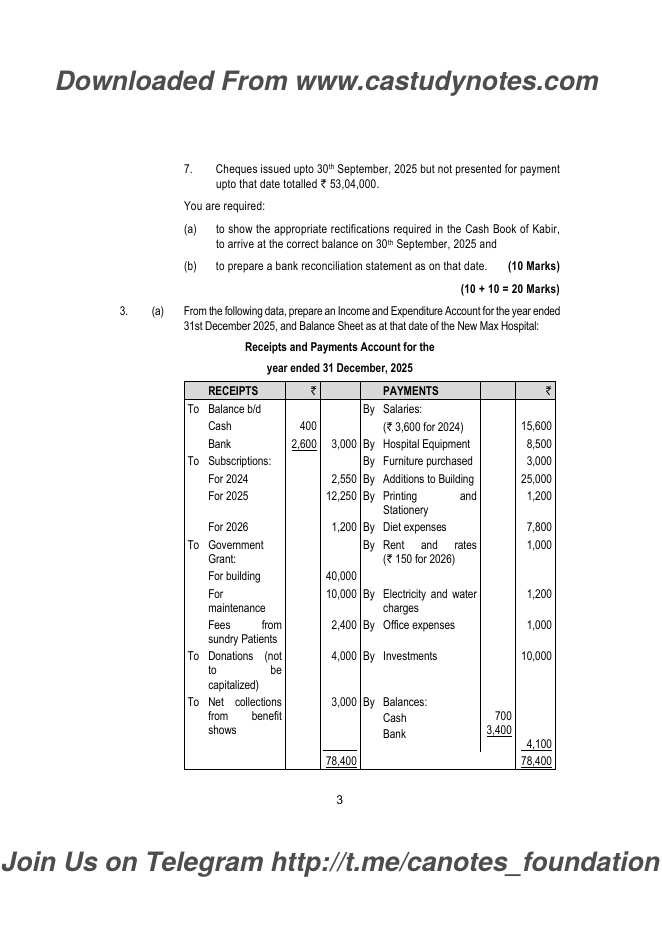 Downloaded From www.castudynotes.com
7. Cheques issued upto 30th September, 2025 but not presented for payment
upto that date totalled ₹ 53,04,000.
You are required:
(a) to show the appropriate rectifications required in the Cash Book of Kabir,
to arrive at the correct balance on 30th September, 2025 and
(b) to prepare a bank reconciliation statement as on that date. (10 Marks)
(10 + 10 = 20 Marks)
3. (a) From the following data, prepare an Income and Expenditure Account for the year ended
31st December 2025, and Balance Sheet as at that date of the New Max Hospital:
Receipts and Payments Account for the
year ended 31 December, 2025
RECEIPTS ₹ PAYMENTS ₹
To Balance b/d By Salaries:
Cash 400 (₹ 3,600 for 2024) 15,600
Bank 2,600 3,000 By Hospital Equipment 8,500
To Subscriptions: By Furniture purchased 3,000
For 2024 2,550 By Additions to Building 25,000
For 2025 12,250 By Printing and 1,200
Stationery
For 2026 1,200 By Diet expenses 7,800
To Government By Rent and rates 1,000
Grant: (₹ 150 for 2026)
For building 40,000
For 10,000 By Electricity and water 1,200
maintenance charges
Fees from 2,400 By Office expenses 1,000
sundry Patients
To Donations (not 4,000 By Investments 10,000
to be
capitalized)
To Net collections 3,000 By Balances:
from benefit Cash 700
shows Bank 3,400
4,100
78,400 78,400
3
Join Us on Telegram http://t.me/canotes_foundation